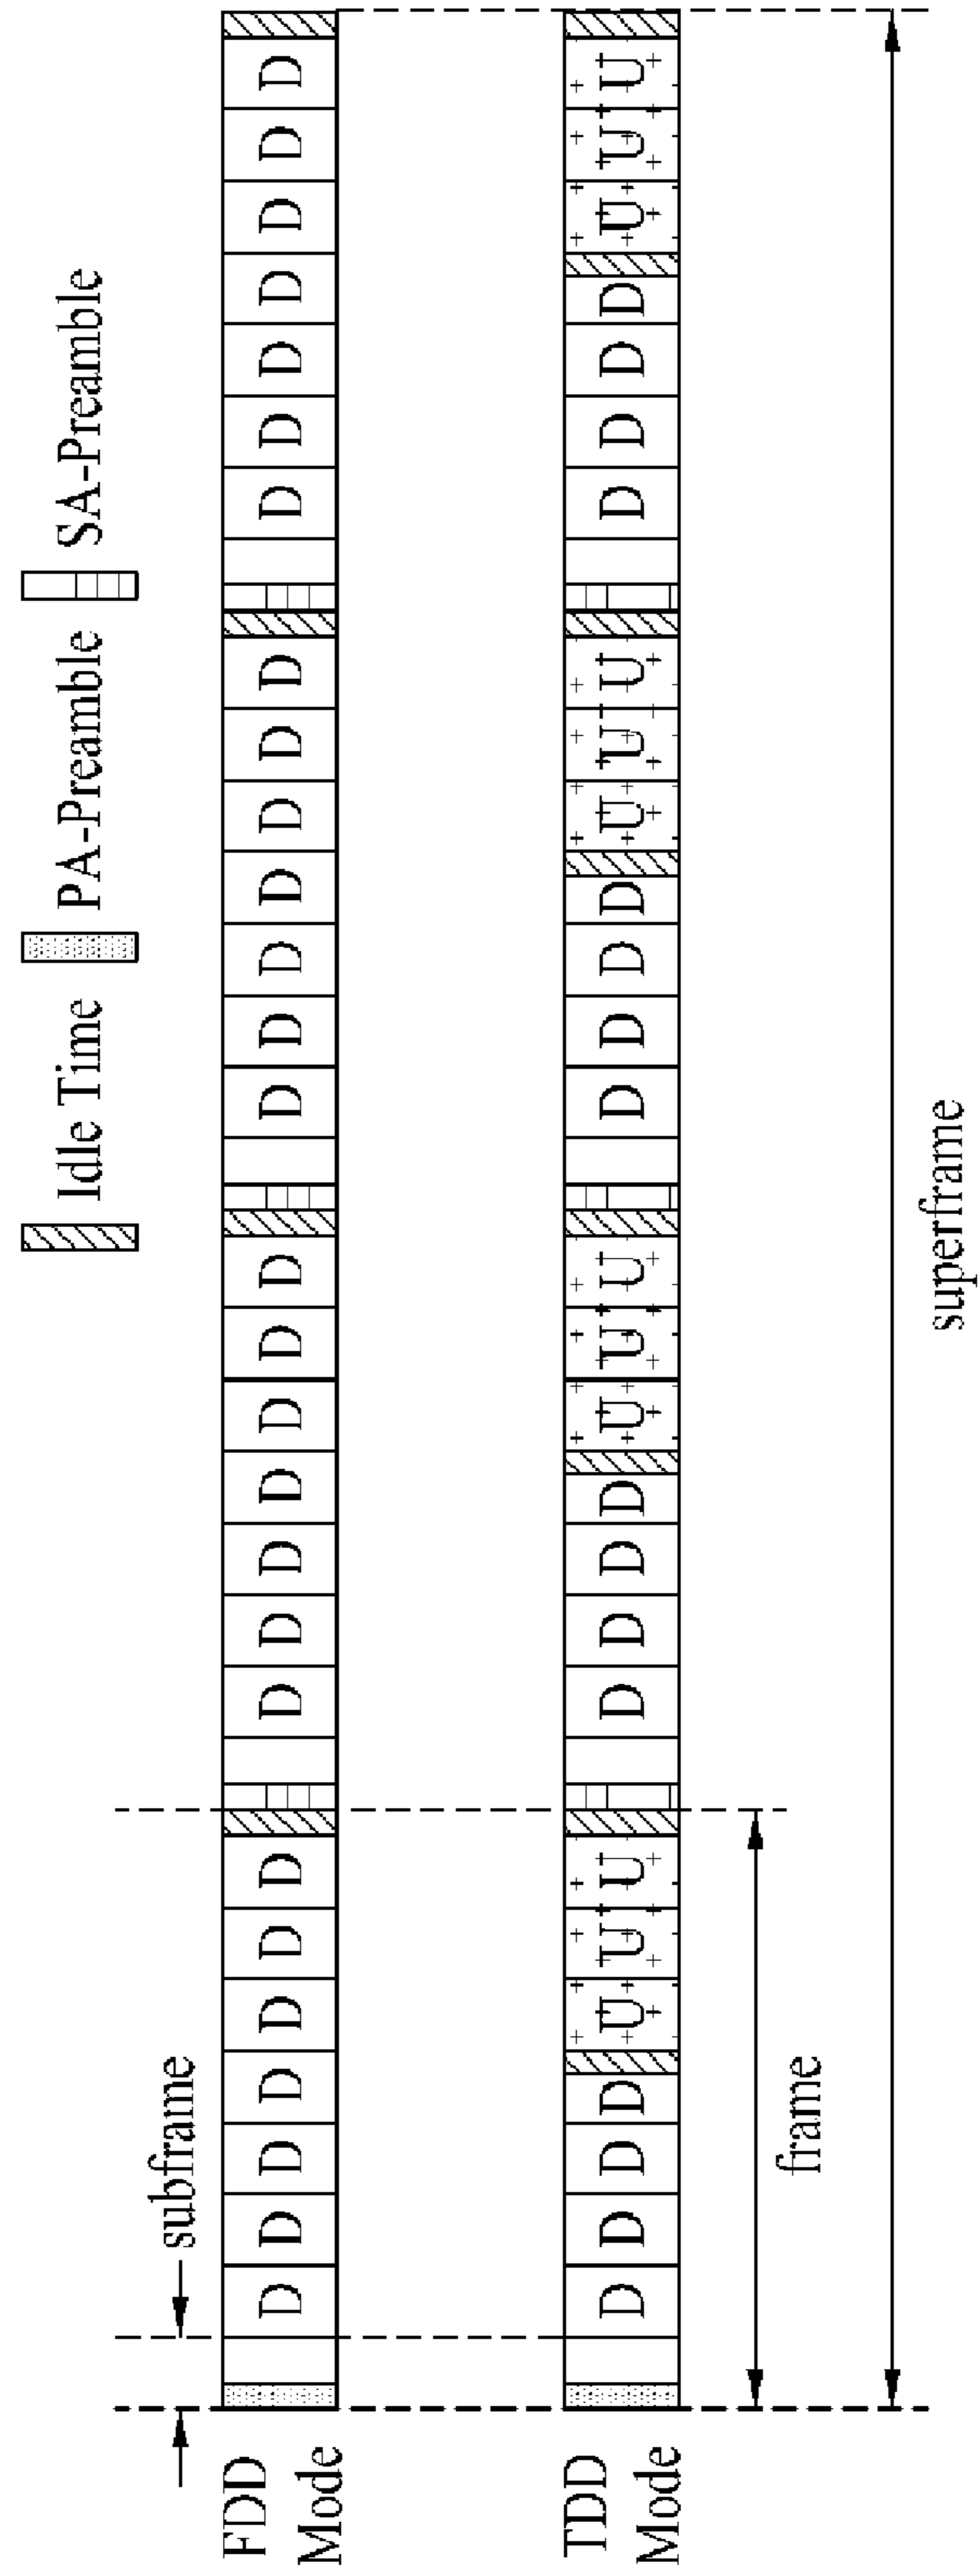 Idle Time PA-Preamble SA-Preamble
subframe
FDD Mode
D D D D D D D D D D D D D D D D D D D D D D D D D D D D
TDD Mode
D D D D U U U D D D D U U U D D D D U U U D D D D U U U
frame
superframe